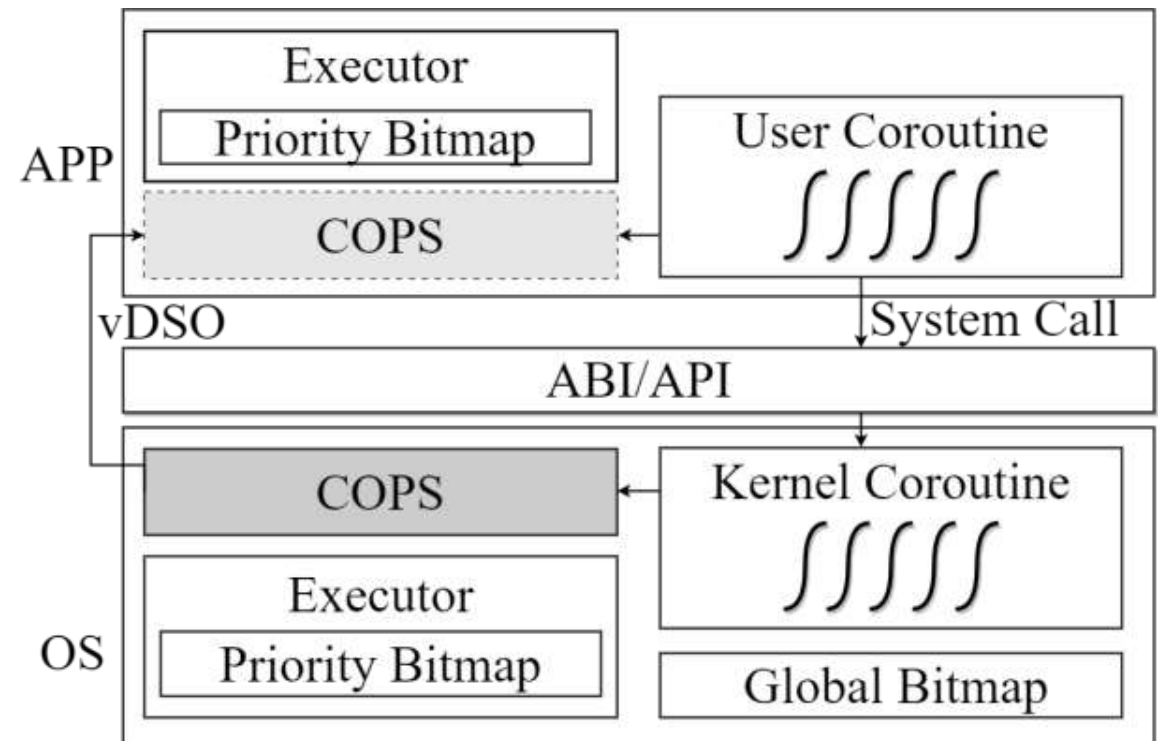 Executor
Priority Bitmap
User Coroutine
APP
COPS
vDSO
System Call
ABI/API
COPS
Kernel Coroutine
Executor
OS
Priority Bitmap
Global Bitmap